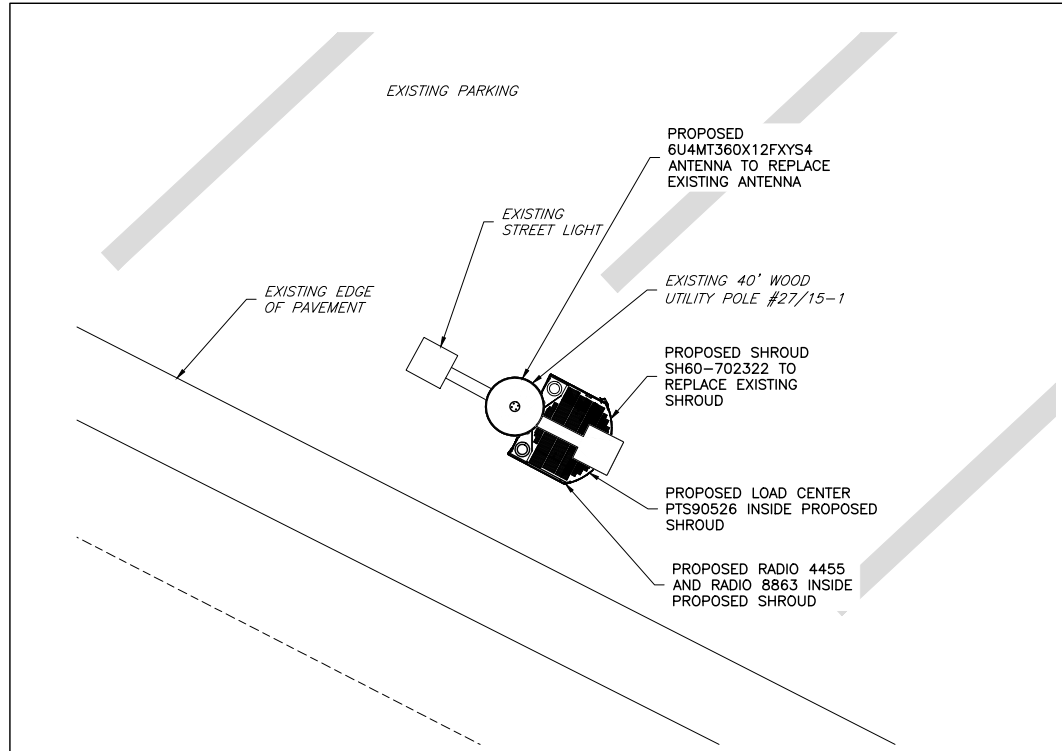 EXISTING PARKING
PROPOSED
6U4MT360X12FXYS4
ANTENNA TO REPLACE
EXISTING ANTENNA
EXISTING
STREET LIGHT
EXISTING 40' WOOD
UTILITY POLE #27/15-1
EXISTING EDGE
OF PAVEMENT
PROPOSED SHROUD
SH60-702322 TO
REPLACE EXISTING
SHROUD
PROPOSED LOAD CENTER
PTS90526 INSIDE PROPOSED
SHROUD
PROPOSED RADIO 4455
AND RADIO 8863 INSIDE
PROPOSED SHROUD